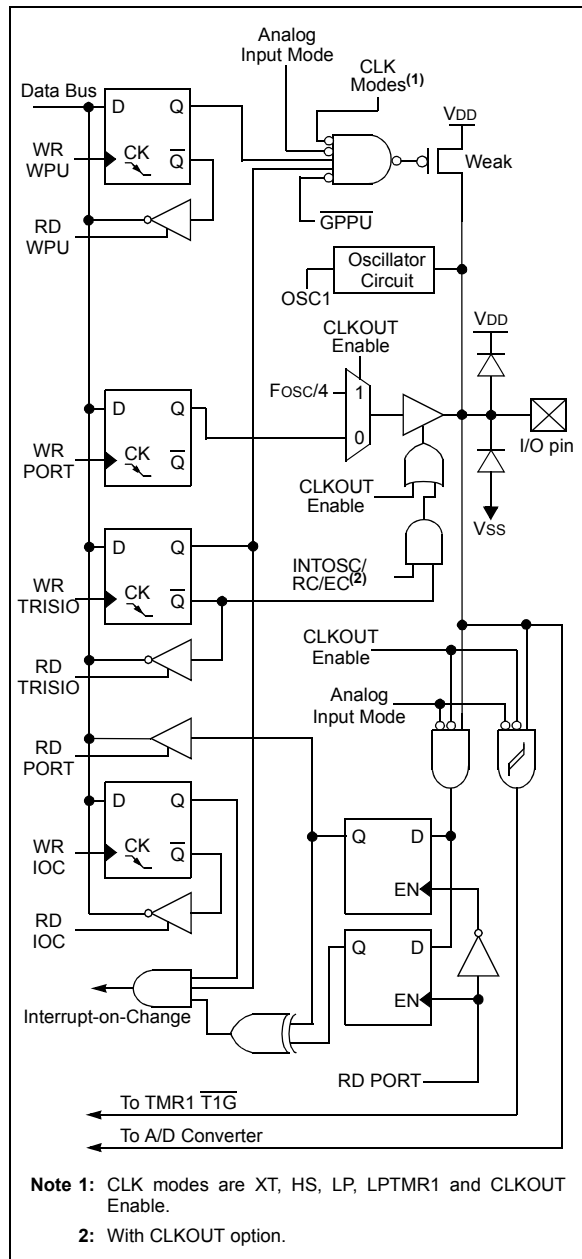 Analog
Input Mode
CLK
Modes(1)
Data Bus
D Q
VDD
WR
WPU
CK Q
Weak
RD
WPU
GPPU
Oscillator
Circuit
OSC1
CLKOUT
Enable
VDD
FOSC/4
1
D Q
0
I/O pin
WR
PORT
CK Q
CLKOUT
Enable
VSS
D Q
INTOSC/
RC/EC(2)
WR
TRISIO
CK Q
RD
TRISIO
CLKOUT
Enable
Analog
Input Mode
RD
PORT
D Q
Q D
WR
IOC
CK Q
EN
RD
IOC
Q D
Interrupt-on-Change
EN
RD PORT
To TMR1 T1G
To A/D Converter
Note 1: CLK modes are XT, HS, LP, LPTMR1 and CLKOUT
Enable.
2: With CLKOUT option.